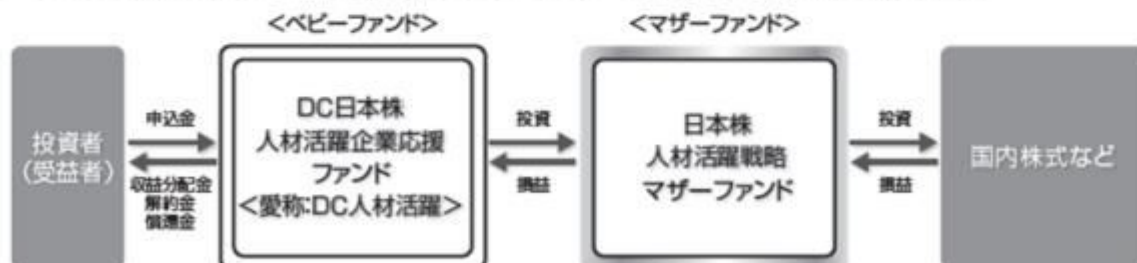 <ベビーファンド>
<マザーファンド>
投資者
(受益者)
申込金
収益分配金
解約金
償還金
DC日本株
人材活躍企業応援
ファンド
<愛称:DC人材活躍>
投資
損益
日本株
人材活躍戦略
マザーファンド
投資
損益
国内株式など